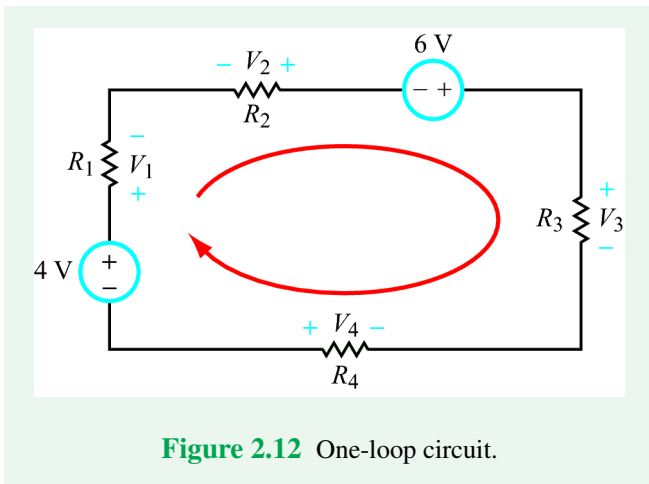 6 V
− V2 +
− +
R2
−
R1 V1
+
+
R3 V3
−
4 V
+
−
+ V4 −
R4
Figure 2.12 One-loop circuit.